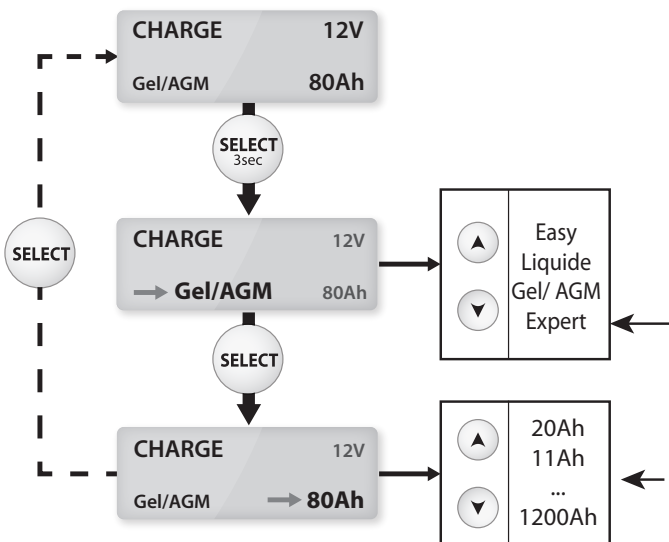 CHARGE 12V
Gel/AGM 80Ah
SELECT
3sec
SELECT
CHARGE 12V
Gel/AGM 80Ah
Easy
Liquide
Gel/ AGM
Expert
SELECT
CHARGE 12V
Gel/AGM 80Ah
20Ah
11Ah
...
1200Ah